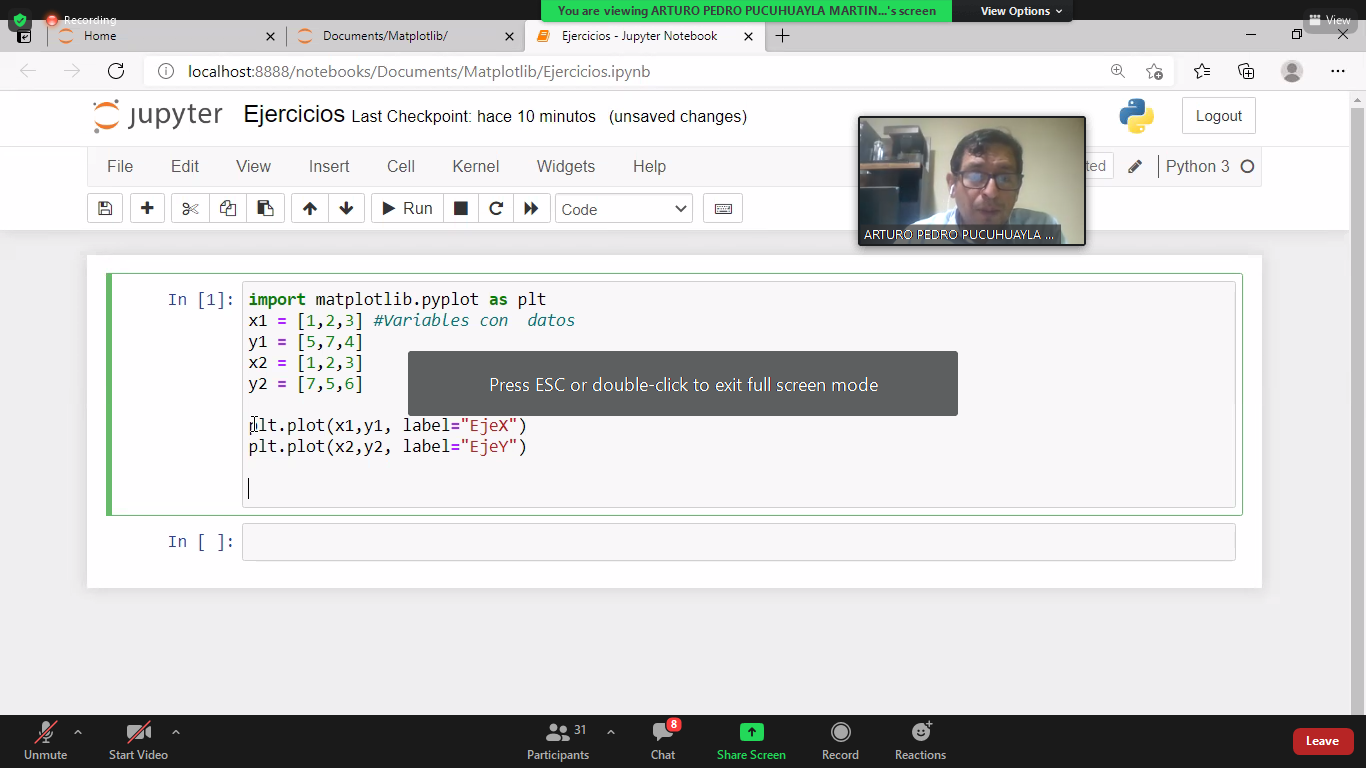 Recording
You are viewing ARTURO PEDRO PUCUHUAYLA MARTIN...'s screen
View Options
View
Home
Documents/Matplotlib/
Ejercicios - Jupyter Notebook
localhost:8888/notebooks/Documents/Matplotlib/Ejercicios.ipynb
jupyter
Ejercicios Last Checkpoint: hace 10 minutos (unsaved changes)
Logout
File Edit View Insert Cell Kernel Widgets Help
ted
Python 3
Run
Code
ARTURO PEDRO PUCUHUAYLA ...
In [1]:
import matplotlib.pyplot as plt
x1 = [1,2,3] #Variables con  datos
y1 = [5,7,4]
x2 = [1,2,3]
y2 = [7,5,6]
Press ESC or double-click to exit full screen mode
plt.plot(x1,y1, label="EjeX")
plt.plot(x2,y2, label="EjeY")
In [ ]:
Unmute
Start Video
31
Participants
8
Chat
Share Screen
Record
Reactions
Leave